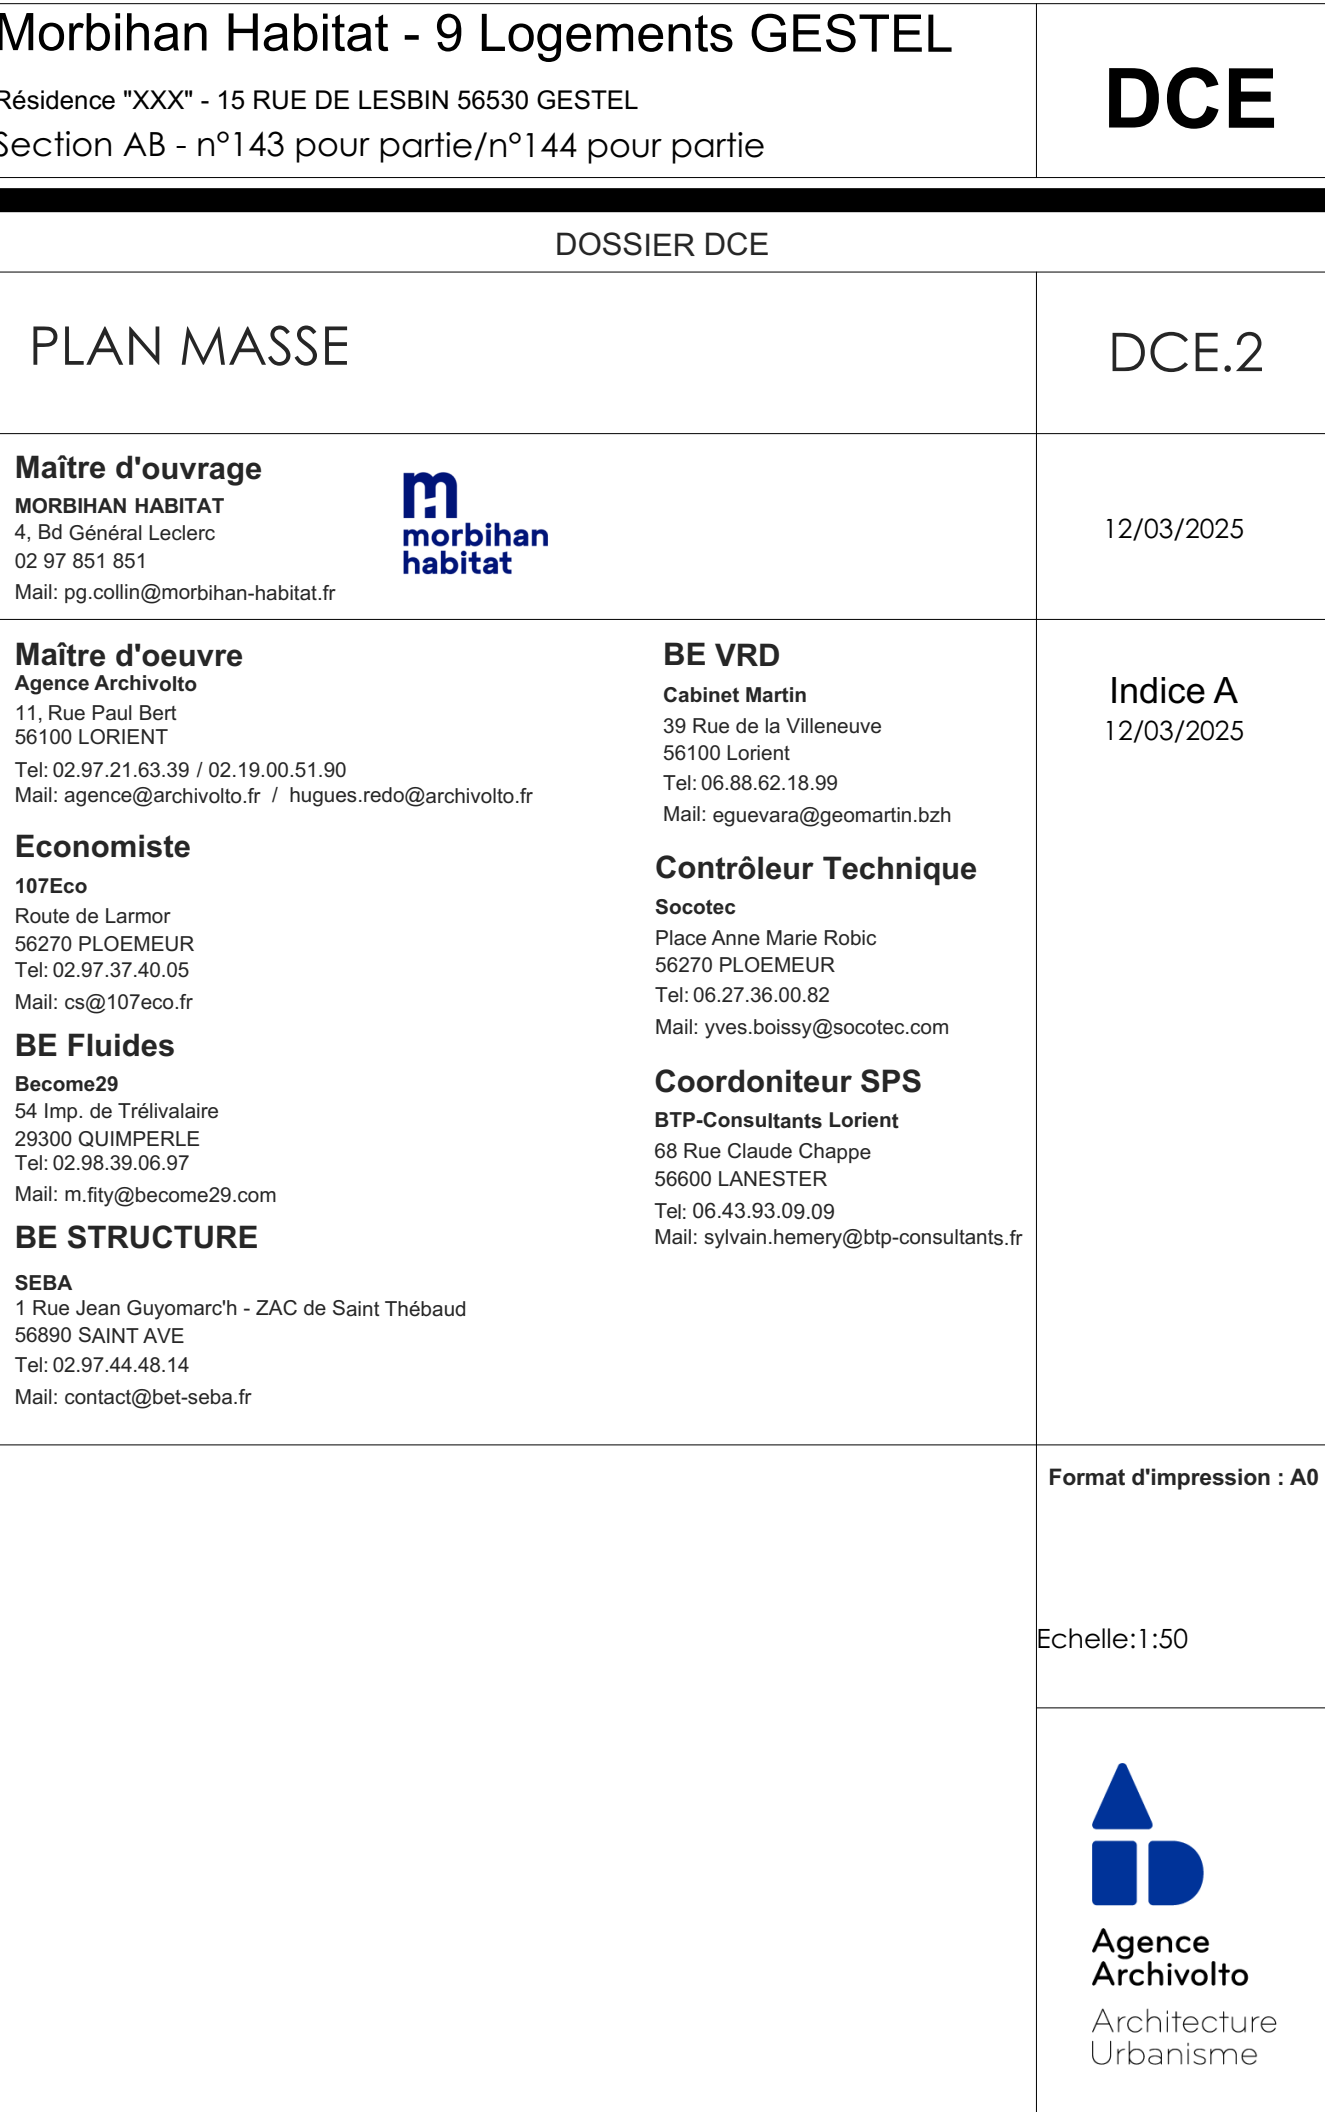 Morbihan Habitat - 9 Logements GESTEL
Résidence "XXX" - 15 RUE DE LESBIN 56530 GESTEL
Section AB - n°143 pour partie/n°144 pour partie
DCE
DOSSIER DCE
PLAN MASSE
DCE.2
Maître d'ouvrage
MORBIHAN HABITAT
4, Bd Général Leclerc
02 97 851 851
Mail: pg.collin@morbihan-habitat.fr
morbihan
habitat
12/03/2025
Maître d'oeuvre
Agence Archivolto
11, Rue Paul Bert
56100 LORIENT
Tel: 02.97.21.63.39 / 02.19.00.51.90
Mail: agence@archivolto.fr / hugues.redo@archivolto.fr
Economiste
107Eco
Route de Larmor
56270 PLOEMEUR
Tel: 02.97.37.40.05
Mail: cs@107eco.fr
BE Fluides
Become29
54 Imp. de Trélivalaire
29300 QUIMPERLE
Tel: 02.98.39.06.97
Mail: m.fity@become29.com
BE STRUCTURE
SEBA
1 Rue Jean Guyomarc'h - ZAC de Saint Thébaud
56890 SAINT AVE
Tel: 02.97.44.48.14
Mail: contact@bet-seba.fr
BE VRD
Cabinet Martin
39 Rue de la Villeneuve
56100 Lorient
Tel: 06.88.62.18.99
Mail: eguevara@geomartin.bzh
Contrôleur Technique
Socotec
Place Anne Marie Robic
56270 PLOEMEUR
Tel: 06.27.36.00.82
Mail: yves.boissy@socotec.com
Coordoniteur SPS
BTP-Consultants Lorient
68 Rue Claude Chappe
56600 LANESTER
Tel: 06.43.93.09.09
Mail: sylvain.hemery@btp-consultants.fr
Indice A
12/03/2025
Format d'impression : A0
Echelle:1:50
Agence
Archivolto
Architecture
Urbanisme